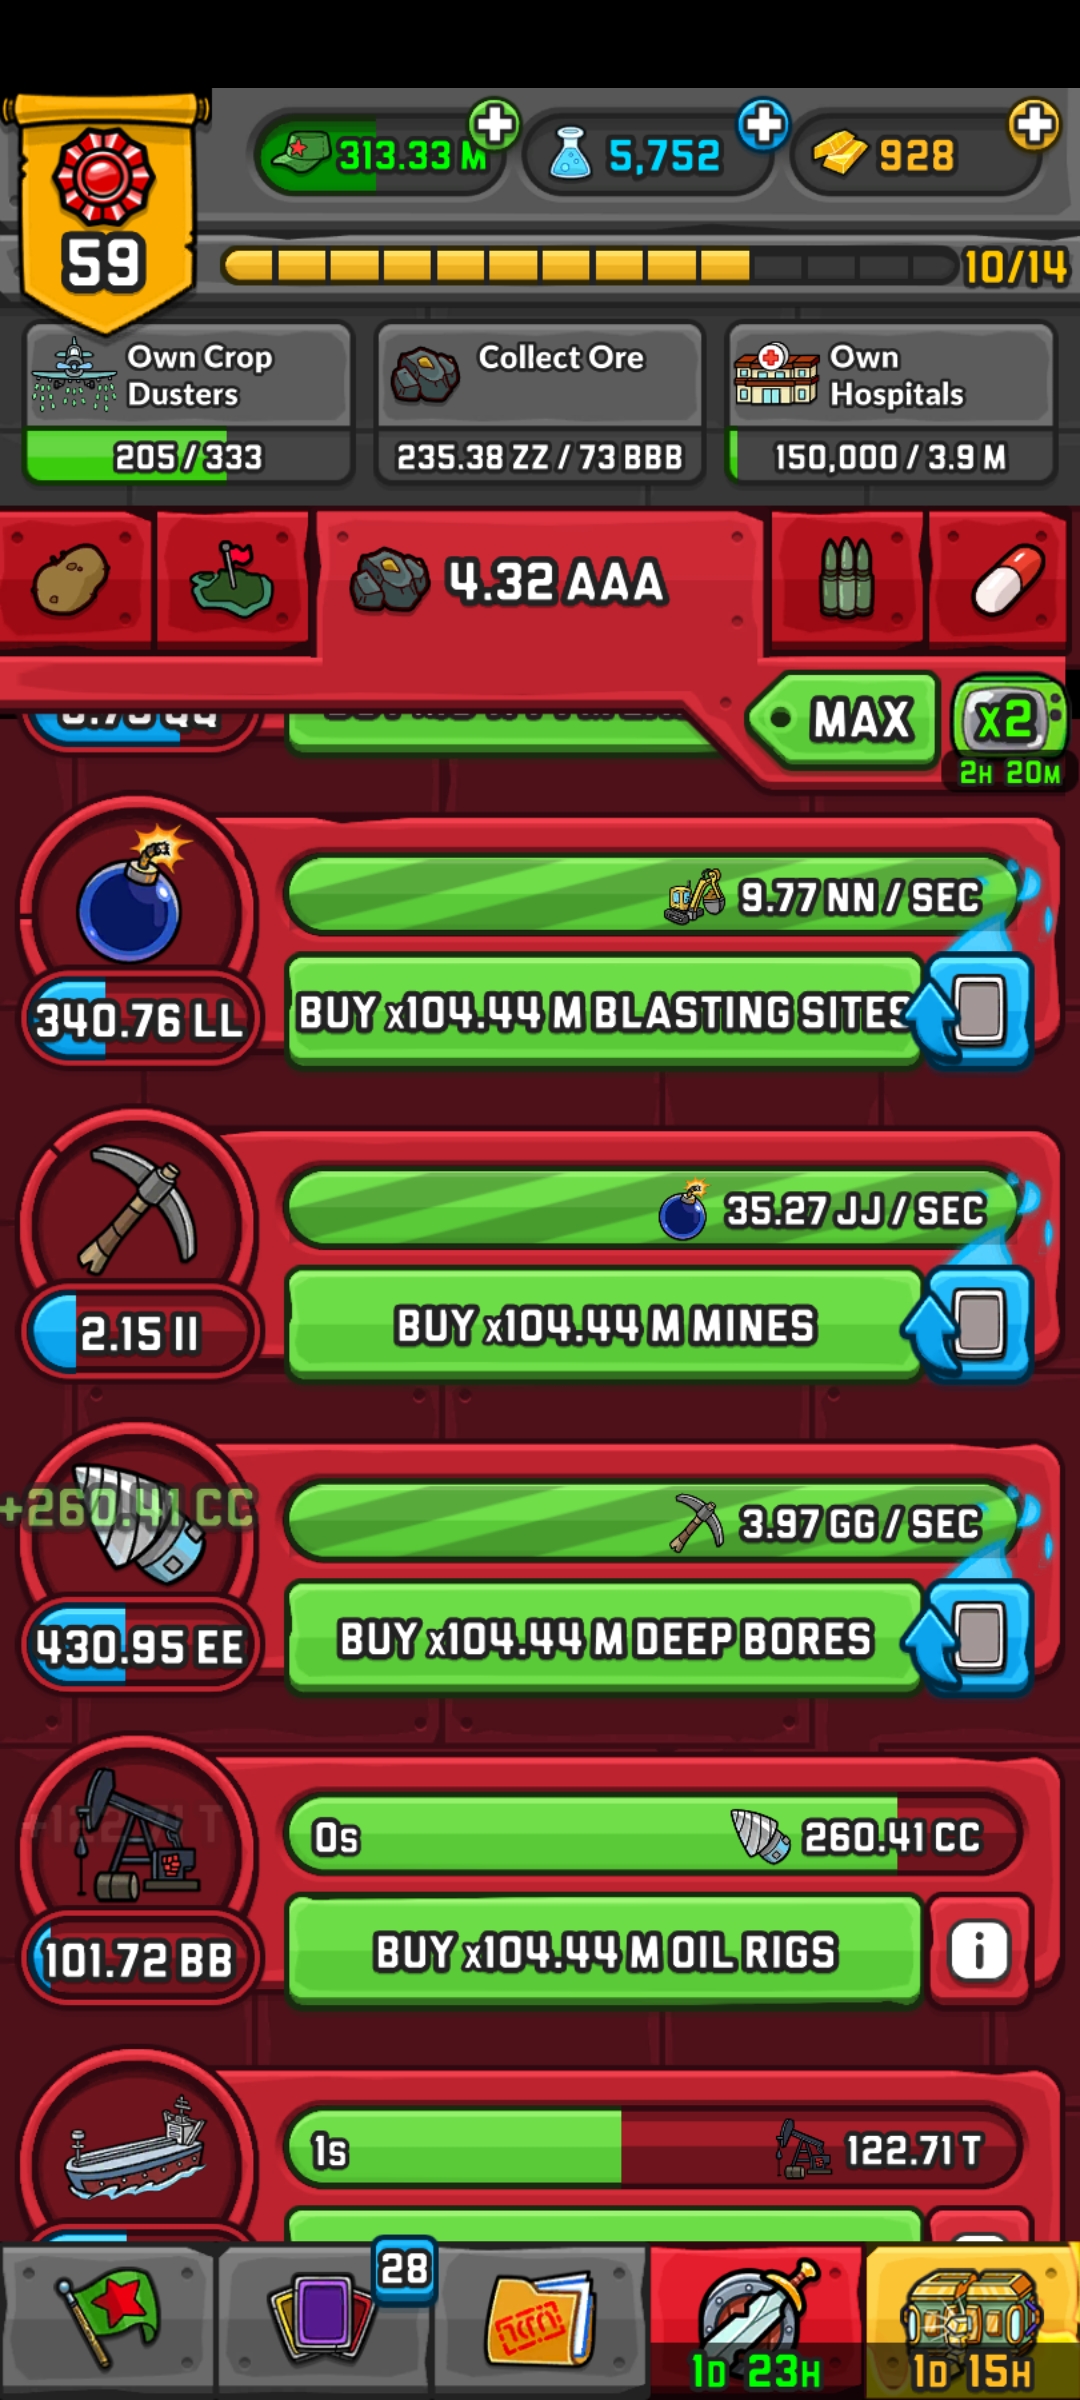 313.33 M
5,752
928
59
10/14
Own Crop
Dusters
205/333
Collect Ore
235.38 ZZ / 73 BBB
Own
Hospitals
150,000 / 3.9 M
4.32 AAA
MAX
x2
2H 20M
9.77 NN / SEC
340.76 LL
BUY x104.44 M BLASTING SITES
35.27 JJ / SEC
2.15 II
BUY x104.44 M MINES
+260.41 CC
3.97 GG / SEC
430.95 EE
BUY x104.44 M DEEP BORES
0s
260.41 CC
101.72 BB
BUY x104.44 M OIL RIGS
i
1s
122.71 T
28
1D 23H
1D 15H